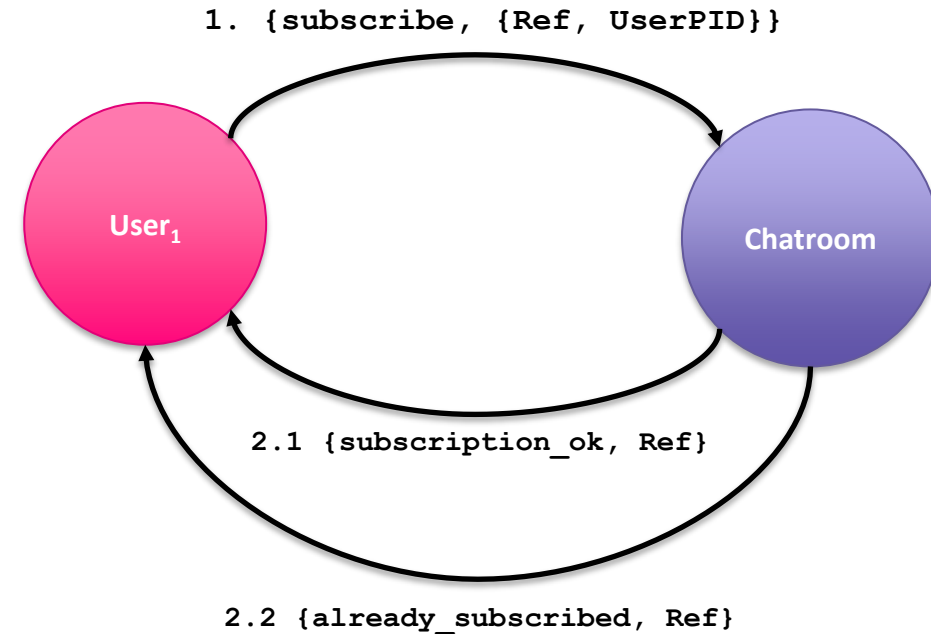 1. {subscribe, {Ref, UserPID}}
User₁
Chatroom
2.1 {subscription_ok, Ref}
2.2 {already_subscribed, Ref}